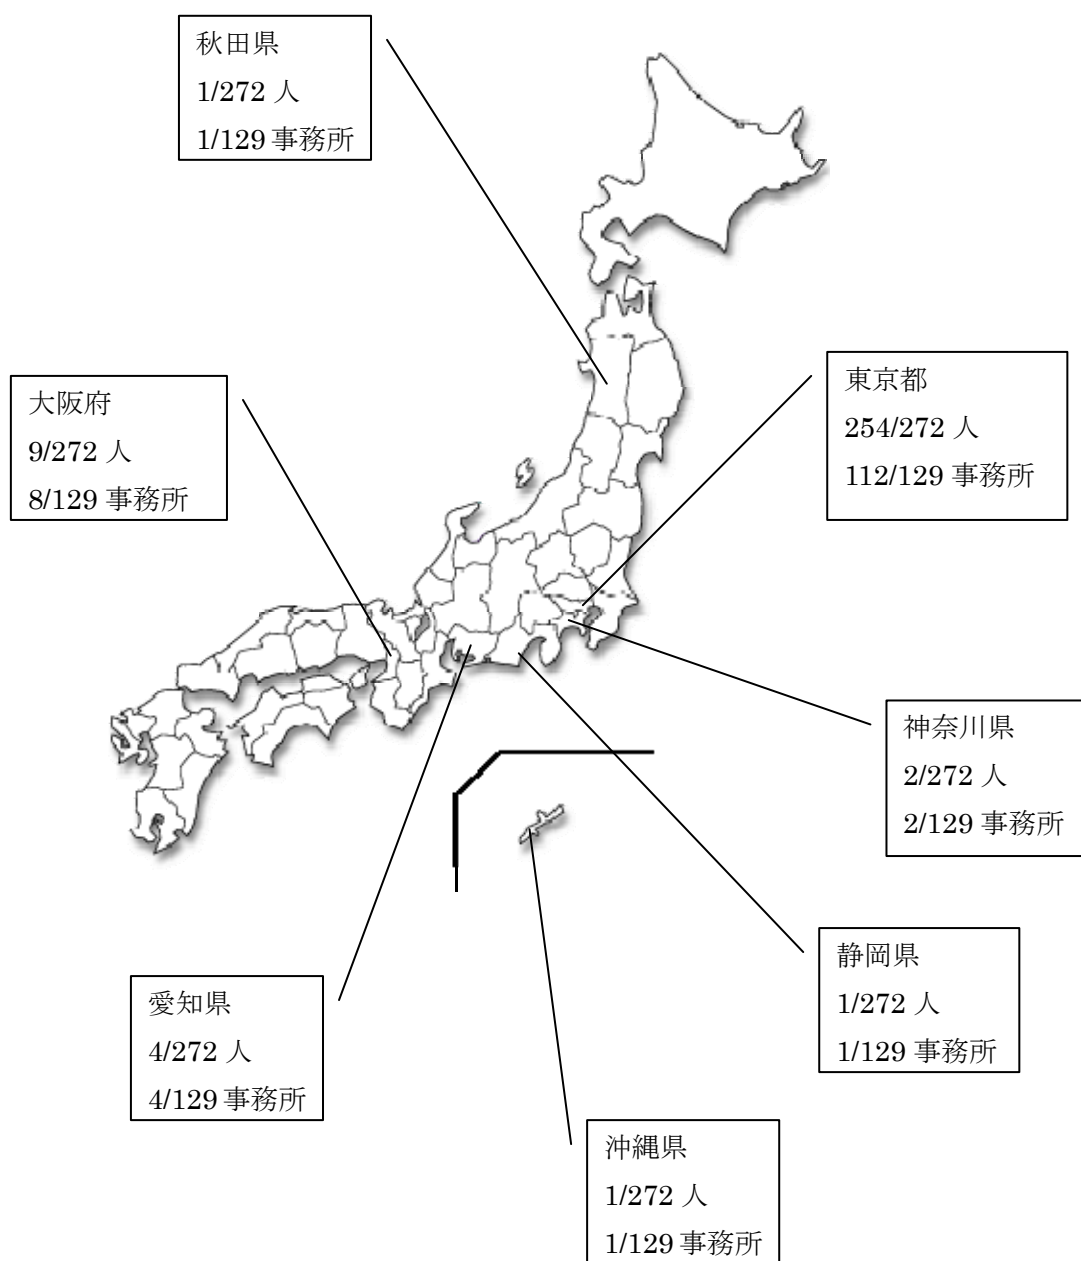 秋田県
1/272 人
1/129 事務所
大阪府
9/272 人
8/129 事務所
東京都
254/272 人
112/129 事務所
神奈川県
2/272 人
2/129 事務所
静岡県
1/272 人
1/129 事務所
愛知県
4/272 人
4/129 事務所
沖縄県
1/272 人
1/129 事務所